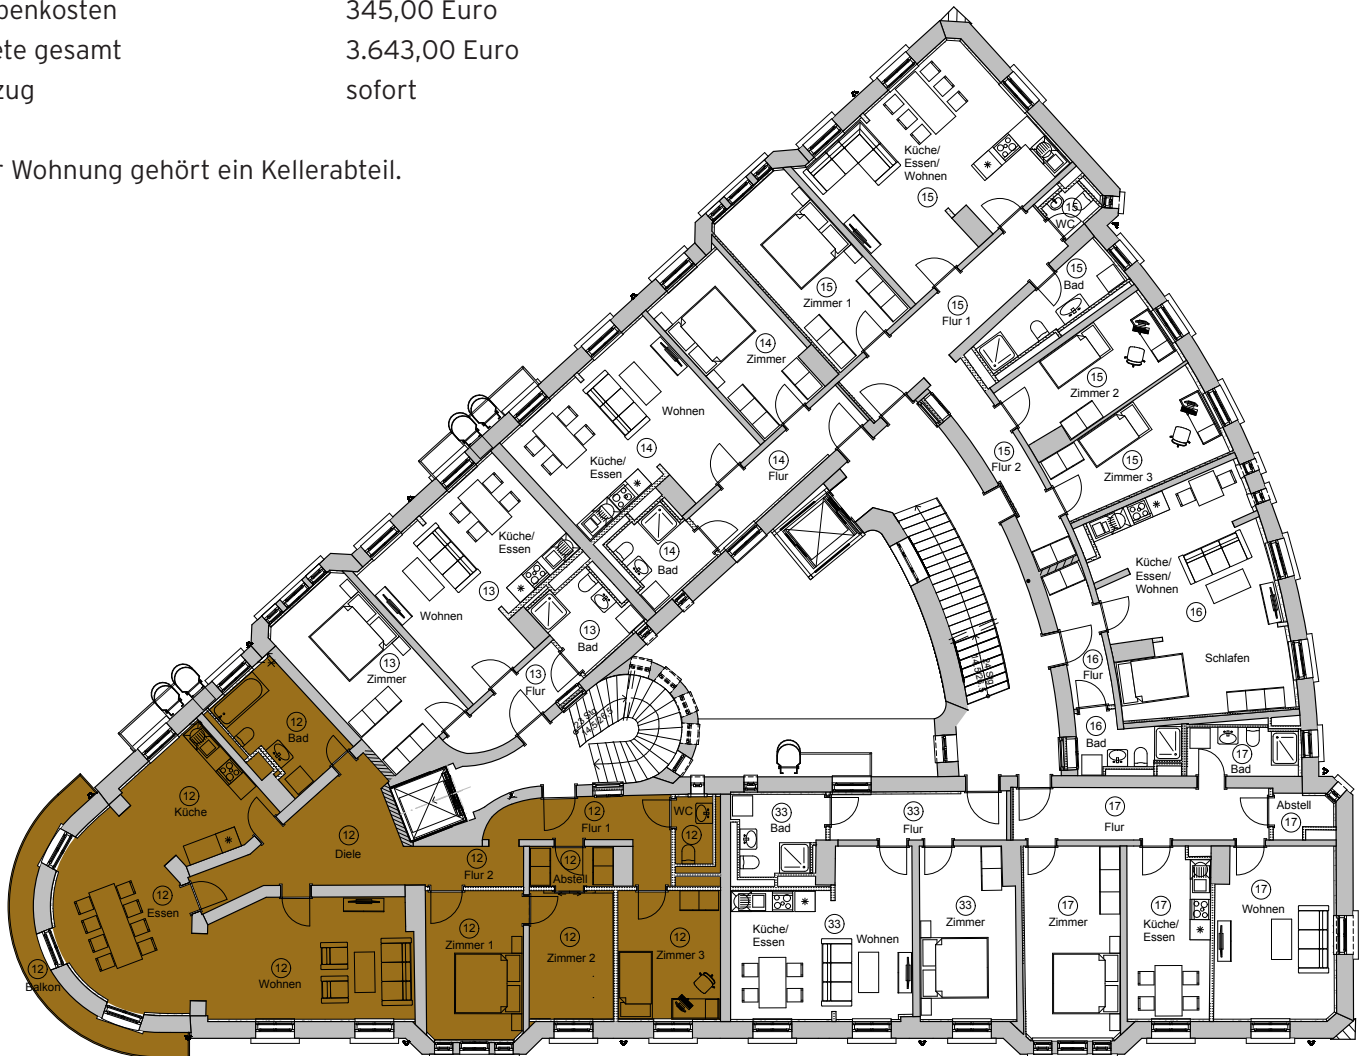 benkosten 345,00 Euro
ete gesamt 3.643,00 Euro
zug sofort
r Wohnung gehört ein Kellerabteil.
Küche/
Essen/
Wohnen
15
15
WC
15
Bad
15
Zimmer 1
15
Flur 1
14
Zimmer
15
Zimmer 2
Wohnen
14
Küche/
Essen
14
Flur
15
Flur 2
15
Zimmer 3
Küche/
Essen
14
Bad
Küche/
Essen/
Wohnen
16
13
Wohnen
13
Bad
13
Zimmer
13
Flur
16
Flur
Schlafen
12
Bad
16
Bad
17
Bad
12
Küche
12
Diele
12
Flur 1
WC
12
33
Bad
33
Flur
17
Flur
Abstell
17
12
Flur 2
12
Abstell
12
Essen
12
Zimmer 1
12
Zimmer 2
12
Zimmer 3
Küche/
Essen
33
Wohnen
33
Zimmer
17
Zimmer
17
Küche/
Essen
17
Wohnen
12
Balkon
12
Wohnen